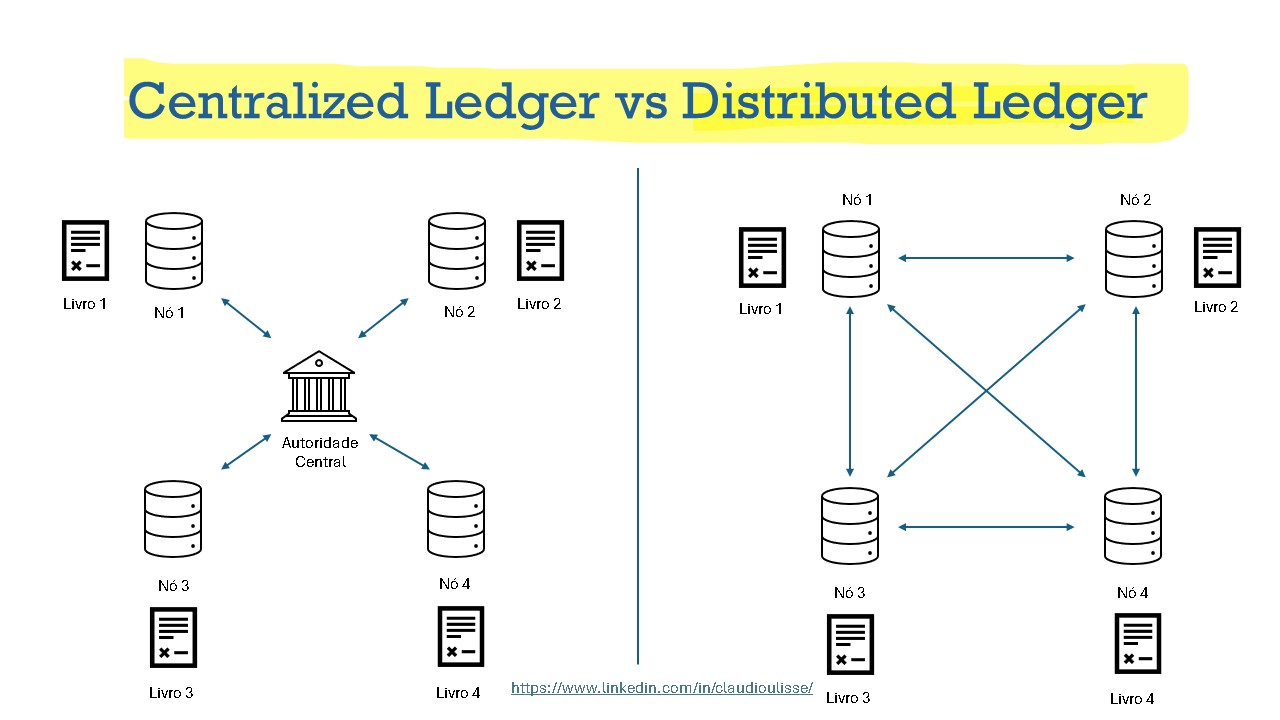 Centralized Ledger vs Distributed Ledger
Livro 1
Nó 1
Nó 2
Livro 2
Autoridade
Central
Nó 3
Livro 3
Nó 4
Livro 4
Nó 1
Livro 1
Nó 2
Livro 2
Nó 3
Livro 3
Nó 4
Livro 4
https://www.linkedin.com/in/claudioulisse/